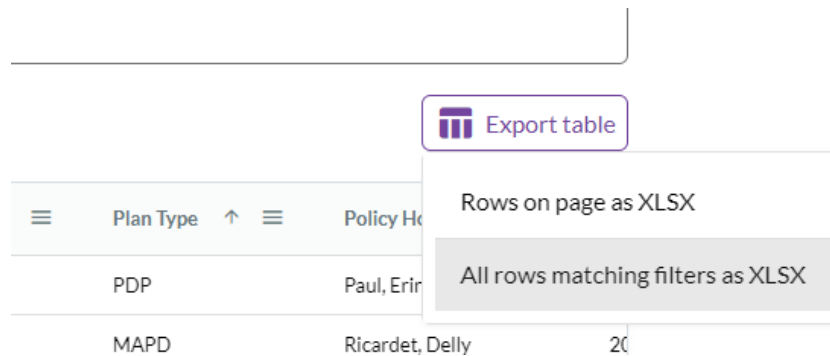 Export table
Rows on page as XLSX
All rows matching filters as XLSX
Plan Type Policy
PDP Paul,
MAPD Ricardet, Delly